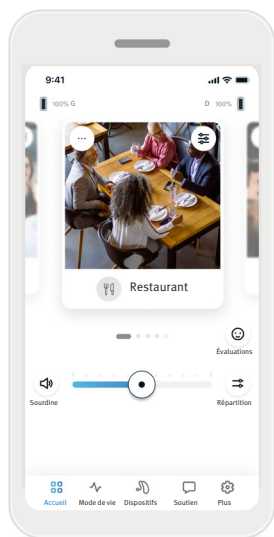 9:41
100% G D 100%
Restaurant
Évaluations
Sourdine Répartition
Accueil Mode de vie Dispositifs Soutien Plus